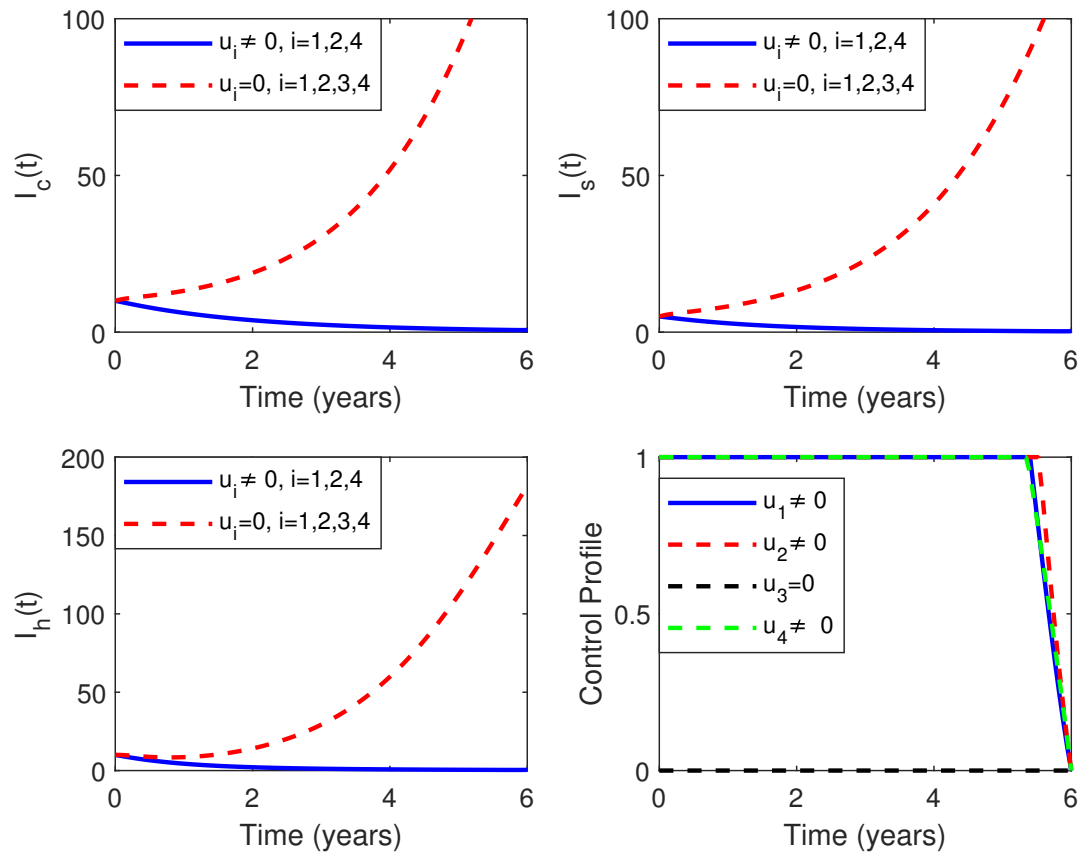 100
50
0
I_c(t)
u_i ≠ 0, i=1,2,4
u_i=0, i=1,2,3,4
0 2 4 6
Time (years)
100
50
0
I_s(t)
u_i ≠ 0, i=1,2,4
u_i=0, i=1,2,3,4
0 2 4 6
Time (years)
200
150
100
50
0
I_h(t)
u_i ≠ 0, i=1,2,4
u_i=0, i=1,2,3,4
0 2 4 6
Time (years)
1
0.5
0
Control Profile
u_1 ≠ 0
u_2 ≠ 0
u_3=0
u_4 ≠ 0
0 2 4 6
Time (years)